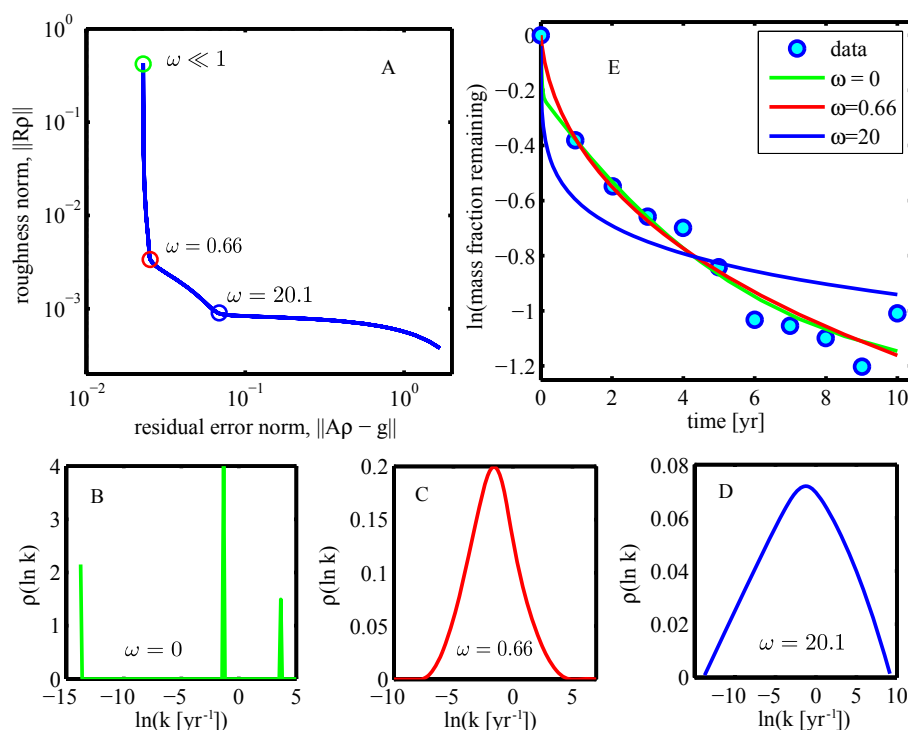 A
ω ≪ 1
ω = 0.66
ω = 20.1
10⁰
10⁻¹
10⁻²
10⁻³
roughness norm, ||Rρ||
10⁻² 10⁻¹ 10⁰
residual error norm, ||Aρ − g||
E
data
ω = 0
ω=0.66
ω=20
0
−0.2
−0.4
−0.6
−0.8
−1
−1.2
ln(mass fraction remaining)
0 2 4 6 8 10
time [yr]
B
ω = 0
4
3
2
1
0
ρ(ln k)
−15 −10 −5 0 5
ln(k [yr⁻¹])
C
ω = 0.66
0.2
0.15
0.1
0.05
0
ρ(ln k)
−10 −5 0 5
ln(k [yr⁻¹])
D
ω = 20.1
0.08
0.06
0.04
0.02
0
ρ(ln k)
−10 −5 0 5 10
ln(k [yr⁻¹])